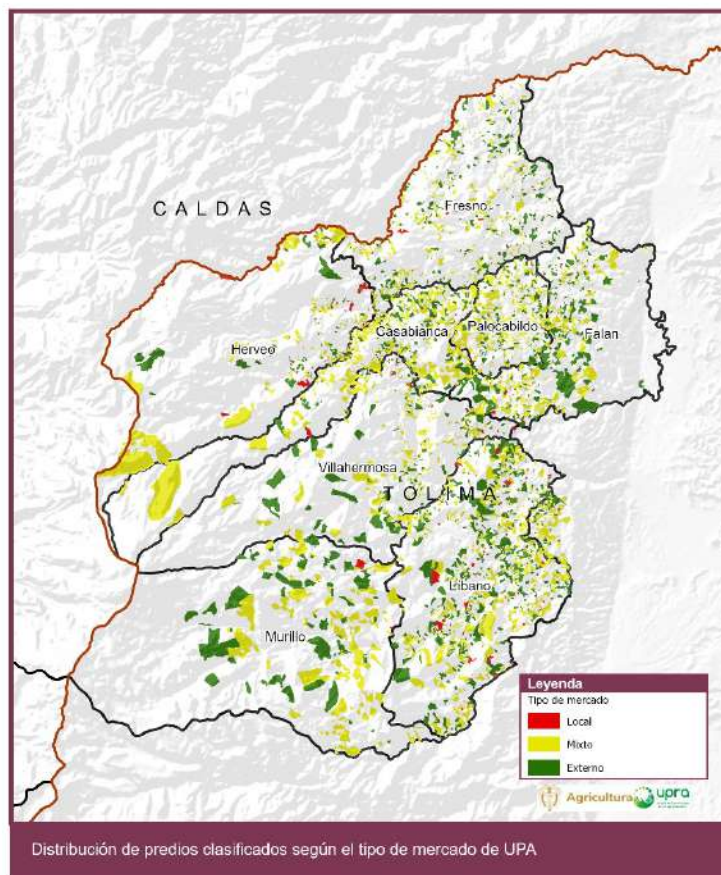 CALDAS
Fresno
Casabianca
Palocabildo
Falan
Herveo
Villahermosa
TOLIMA
Líbano
Murillo
Leyenda
Tipo de mercado
Local
Mixto
Externo
Agricultura
upra
Distribución de predios clasificados según el tipo de mercado de UPA